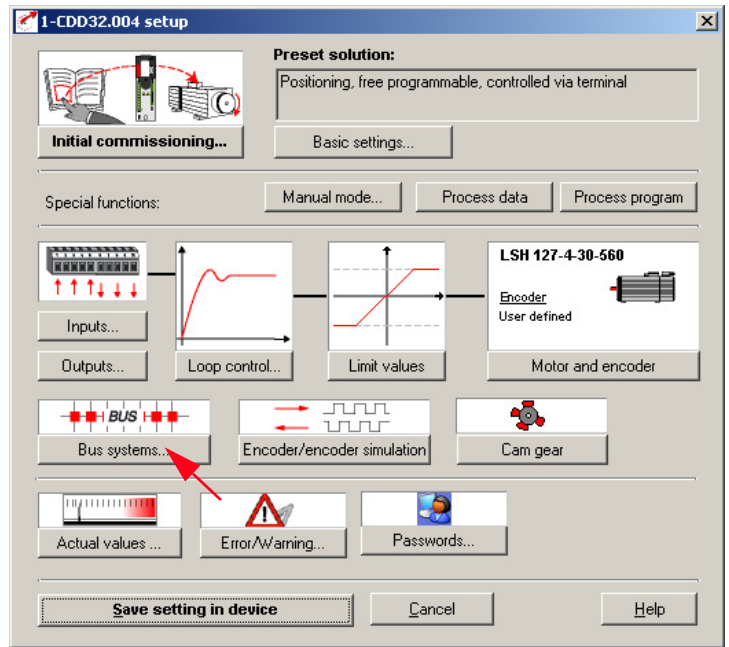 1-CDD32.004 setup
Preset solution:
Positioning, free programmable, controlled via terminal
Initial commissioning...
Basic settings...
Special functions:
Manual mode...
Process data
Process program
LSH 127-4-30-560
Encoder
User defined
Inputs...
Outputs...
Loop control...
Limit values
Motor and encoder
BUS
Bus systems...
Encoder/encoder simulation
Cam gear
Actual values ...
Error/Warning...
Passwords...
Save setting in device
Cancel
Help